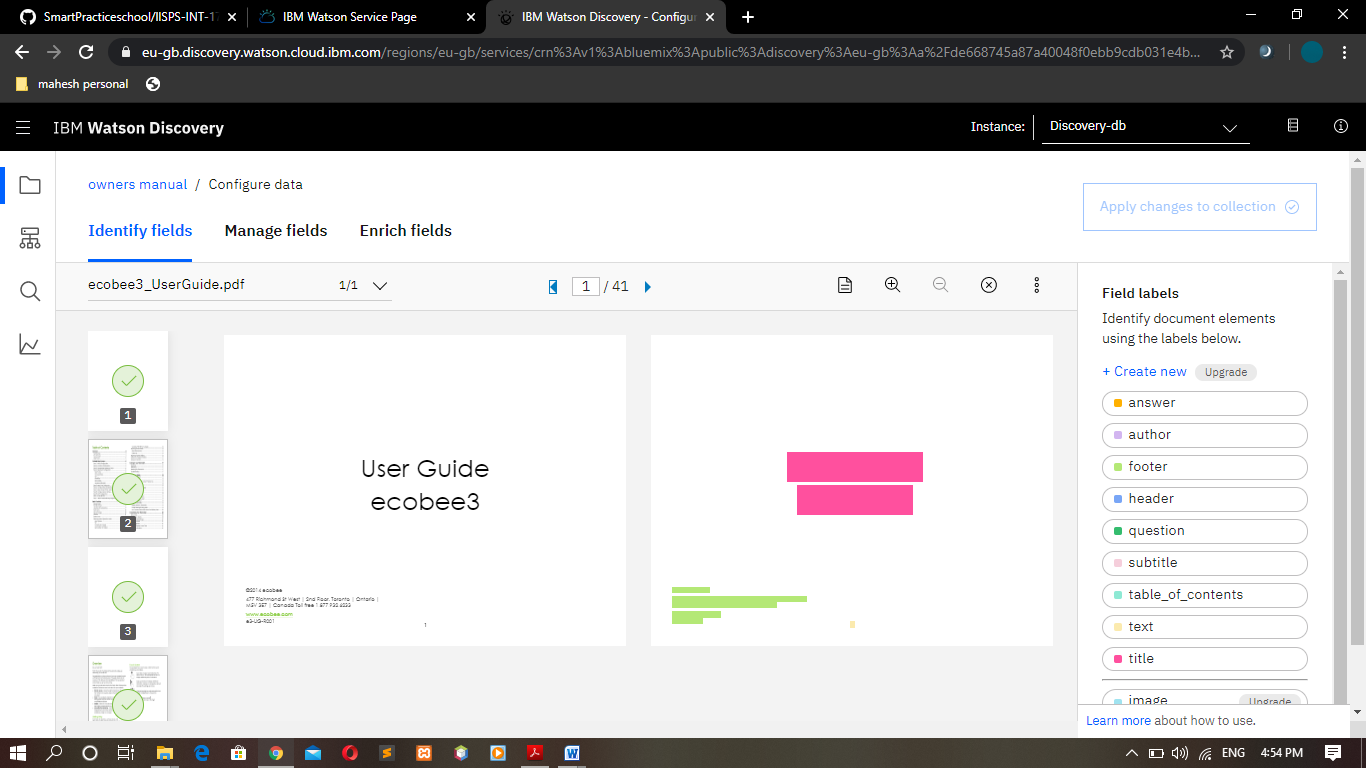 SmartPracticeschool/IISPS-INT-17
IBM Watson Service Page
IBM Watson Discovery - Configur
eu-gb.discovery.watson.cloud.ibm.com/regions/eu-gb/services/crn%3Av1%3Abluemix%3Apublic%3Adiscovery%3Aeu-gb%3Aa%2Fde668745a87a40048f0ebb9cdb031e4b...
mahesh personal
IBM Watson Discovery
Instance:
Discovery-db
owners manual / Configure data
Apply changes to collection
Identify fields
Manage fields
Enrich fields
ecobee3_UserGuide.pdf
1/1
1 / 41
1
2
3
User Guide
ecobee3
©2014 ecobee
477 Richmond St West | 2nd Floor, Toronto | Ontario |
M5V 3E7 | Canada Toll free 1 877 932 6233
www.ecobee.com
e3-UG-R001
1
Field labels
Identify document elements
using the labels below.
+ Create new
Upgrade
answer
author
footer
header
question
subtitle
table_of_contents
text
title
image
Upgrade
Learn more about how to use.
ENG
4:54 PM